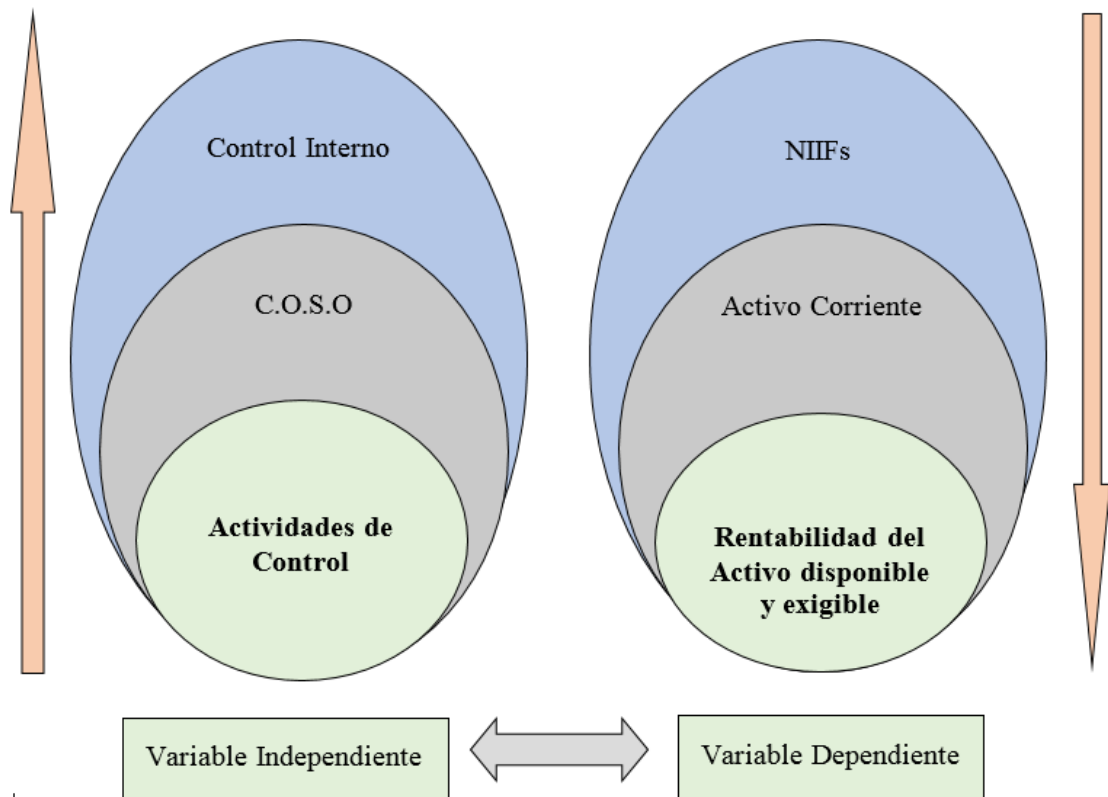 Control Interno
C.O.S.O
Actividades de
Control
NIIFs
Activo Corriente
Rentabilidad del
Activo disponible
y exigible
Variable Independiente
Variable Dependiente